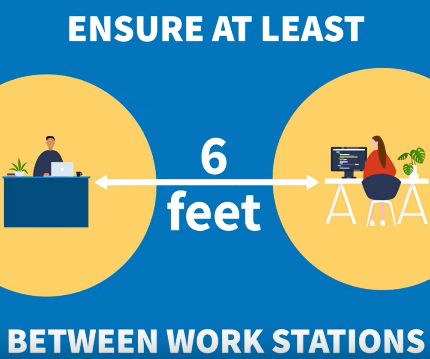 ENSURE AT LEAST
6
feet
BETWEEN WORK STATIONS